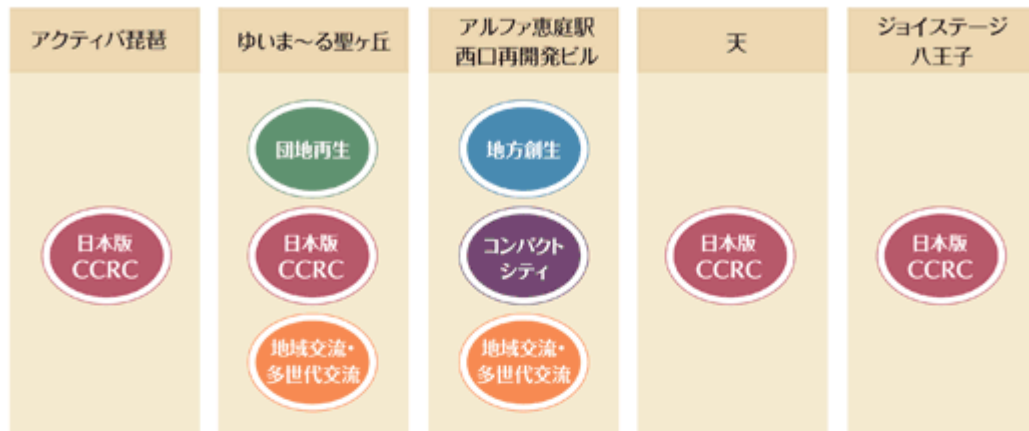 アクティバ琵琶
ゆいま～る聖ヶ丘
アルファ恵庭駅
西口再開発ビル
天
ジョイステージ
八王子
日本版
CCRC
団地再生
日本版
CCRC
地域交流・
多世代交流
地方創生
コンパクト
シティ
地域交流・
多世代交流
日本版
CCRC
日本版
CCRC